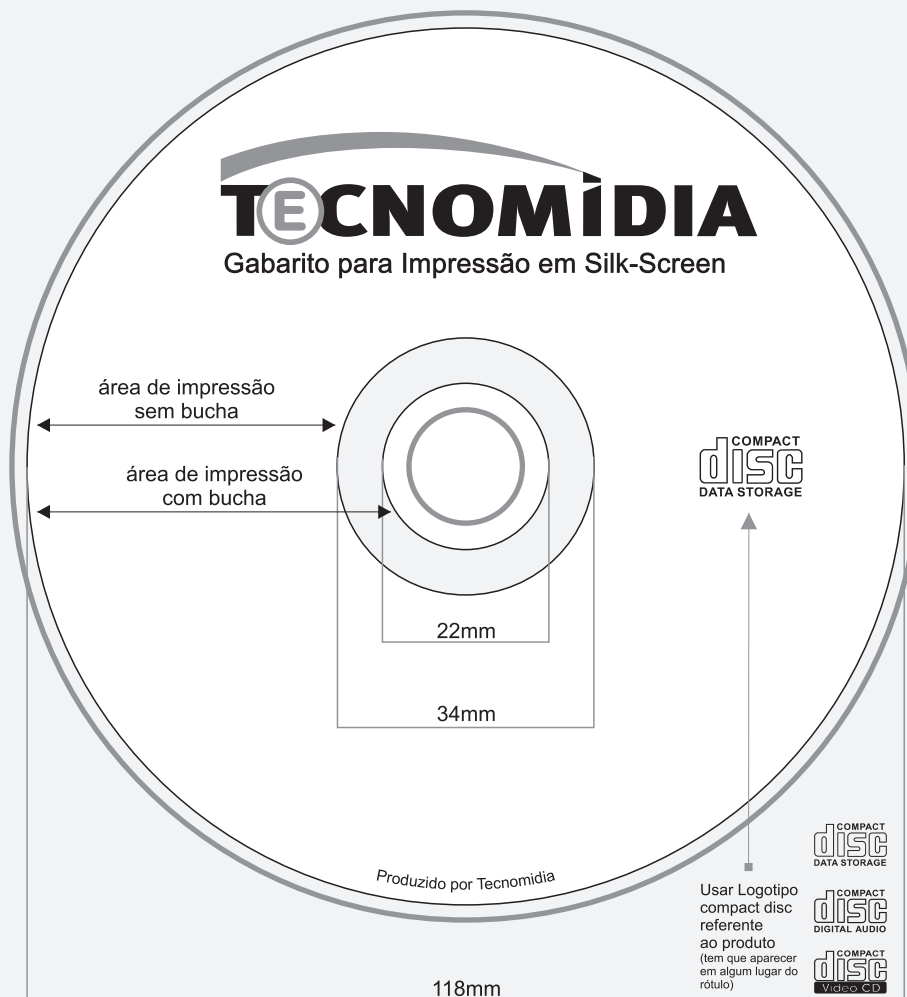 TECNOMÌDIA
Gabarito para Impressão em Silk-Screen
área de impressão
sem bucha
área de impressão
com bucha
COMPACT
disc
DATA STORAGE
22mm
34mm
Produzido por Tecnomidia
Usar Logotipo
compact disc
referente
ao produto
(tem que aparecer
em algum lugar do
rótulo)
COMPACT
disc
DATA STORAGE
COMPACT
disc
DIGITAL AUDIO
COMPACT
disc
Video CD
118mm